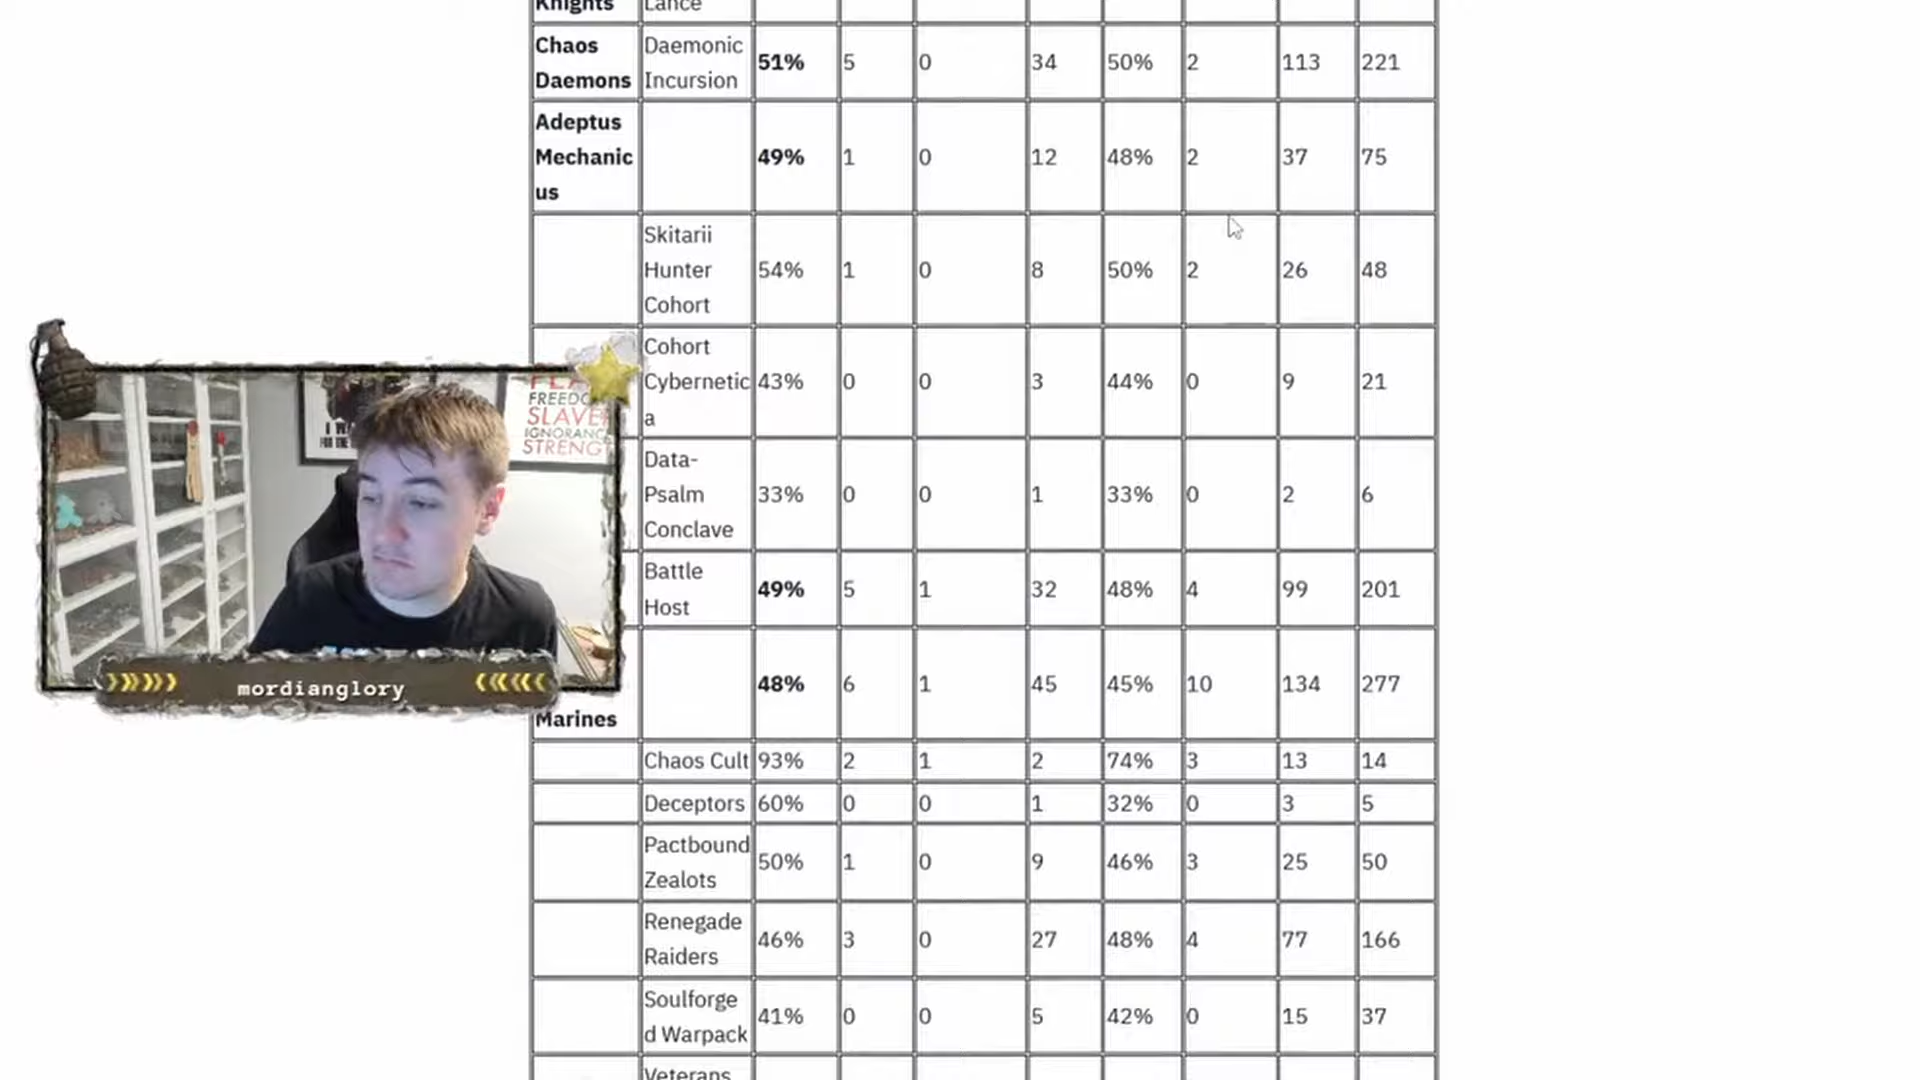 Knights Lance
Chaos Daemons Daemonic Incursion 51% 5 0 34 50% 2 113 221
Adeptus Mechanic us 49% 1 0 12 48% 2 37 75
Skitarii Hunter Cohort 54% 1 0 8 50% 2 26 48
Cohort Cybernetic a 43% 0 0 3 44% 0 9 21
Data- Psalm Conclave 33% 0 0 1 33% 0 2 6
Battle Host 49% 5 1 32 48% 4 99 201
Marines 48% 6 1 45 45% 10 134 277
Chaos Cult 93% 2 1 2 74% 3 13 14
Deceptors 60% 0 0 1 32% 0 3 5
Pactbound Zealots 50% 1 0 9 46% 3 25 50
Renegade Raiders 46% 3 0 27 48% 4 77 166
Soulforge d Warpack 41% 0 0 5 42% 0 15 37
Veterans
FREEDO
SLAVE
IGNORANC
STRENG
I W
FOR THE
mordianglory